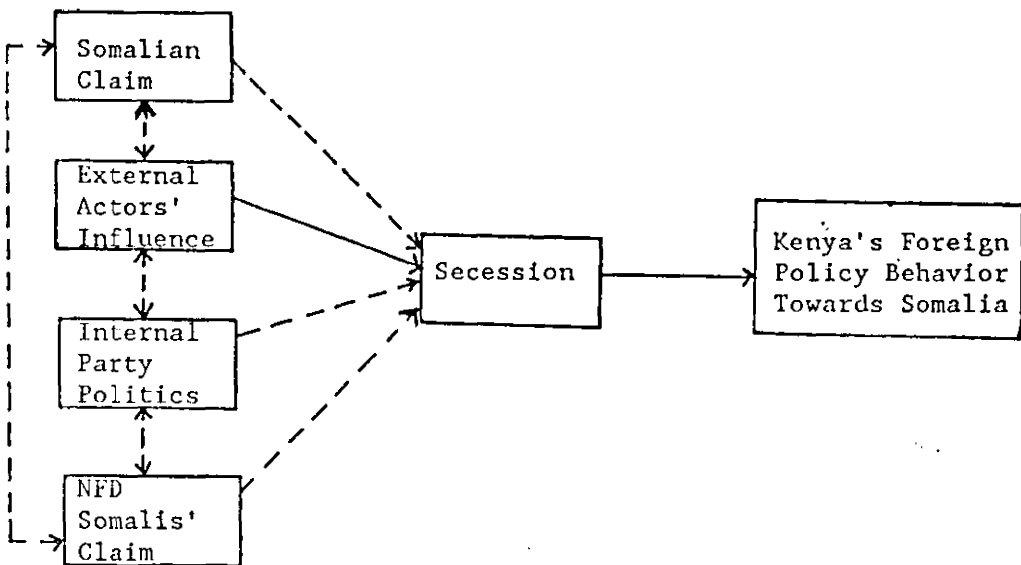 Somalian
Claim
External
Actors'
Influence
Internal
Party
Politics
NFD
Somalis'
Claim
Secession
Kenya's Foreign
Policy Behavior
Towards Somalia